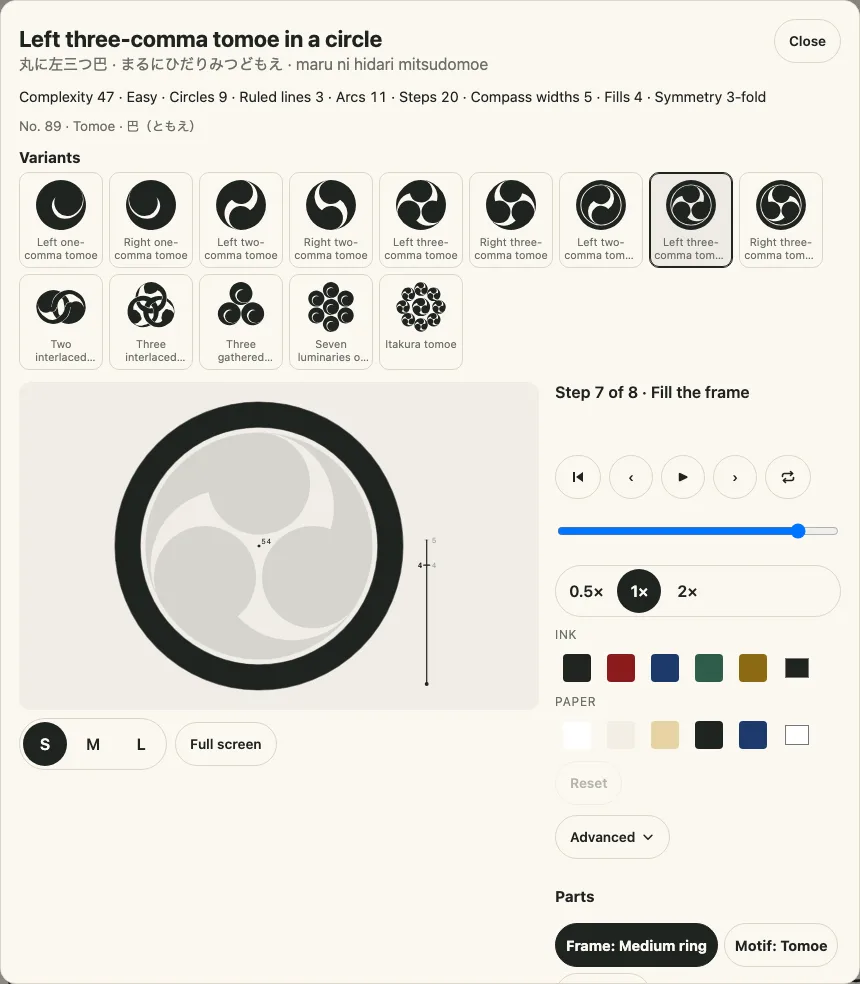 Left three-comma tomoe in a circle
Close
丸に左三つ巴 · まるにひだりみつどもえ · maru ni hidari mitsudomoe
Complexity 47 · Easy · Circles 9 · Ruled lines 3 · Arcs 11 · Steps 20 · Compass widths 5 · Fills 4 · Symmetry 3-fold
No. 89 · Tomoe · 巴（ともえ）
Variants
Left one-
comma tomoe
Right one-
comma tomoe
Left two-
comma tomoe
Right two-
comma tomoe
Left three-
comma tomoe
Right three-
comma tomoe
Left two-
comma tom...
Left three-
comma tom...
Right three-
comma tom...
Two
interlaced...
Three
interlaced...
Three
gathered...
Seven
luminaries o...
Itakura tomoe
Step 7 of 8 · Fill the frame
54
5
4 4
0.5×
1×
2×
INK
PAPER
S
M
L
Full screen
Reset
Advanced
Parts
Frame: Medium ring
Motif: Tomoe